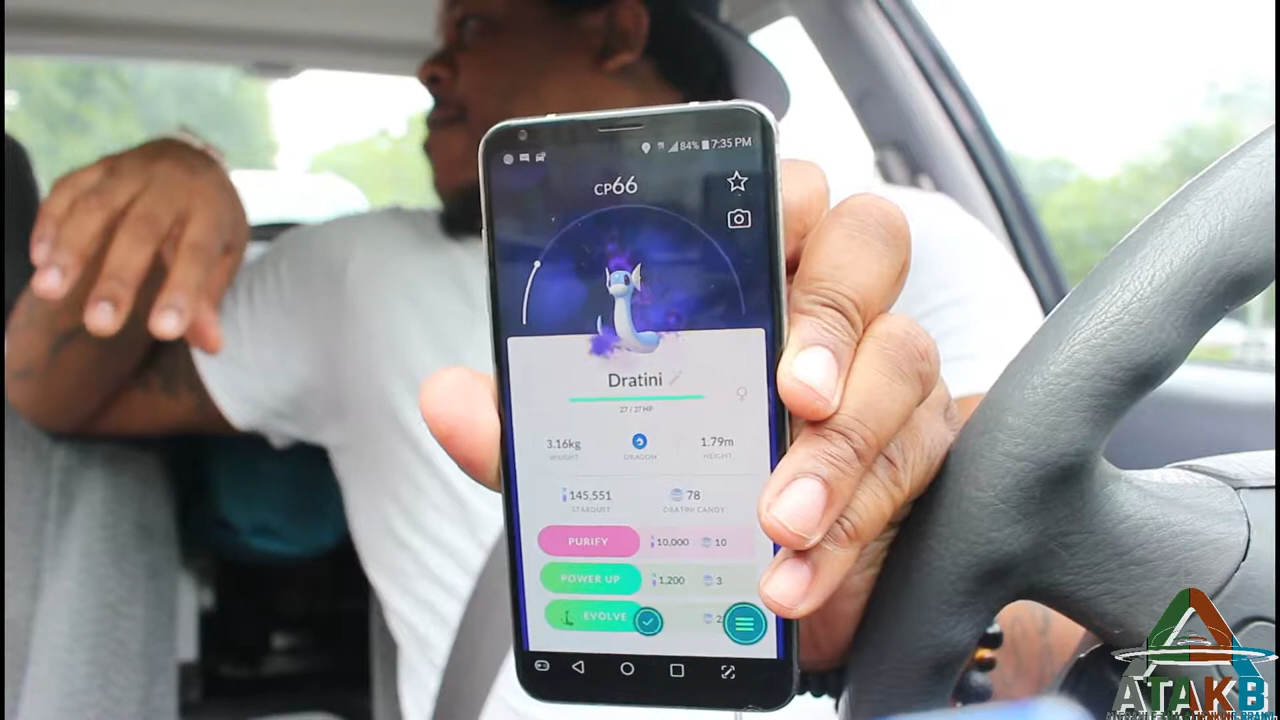 84% 7:35 PM
CP66
Dratini
27 / 27 HP
3.16kg
WEIGHT
DRAGON
1.79m
HEIGHT
145,551
STARDUST
78
DRATINI CANDY
PURIFY
10,000
10
POWER UP
1,200
3
EVOLVE
2
ATAKB